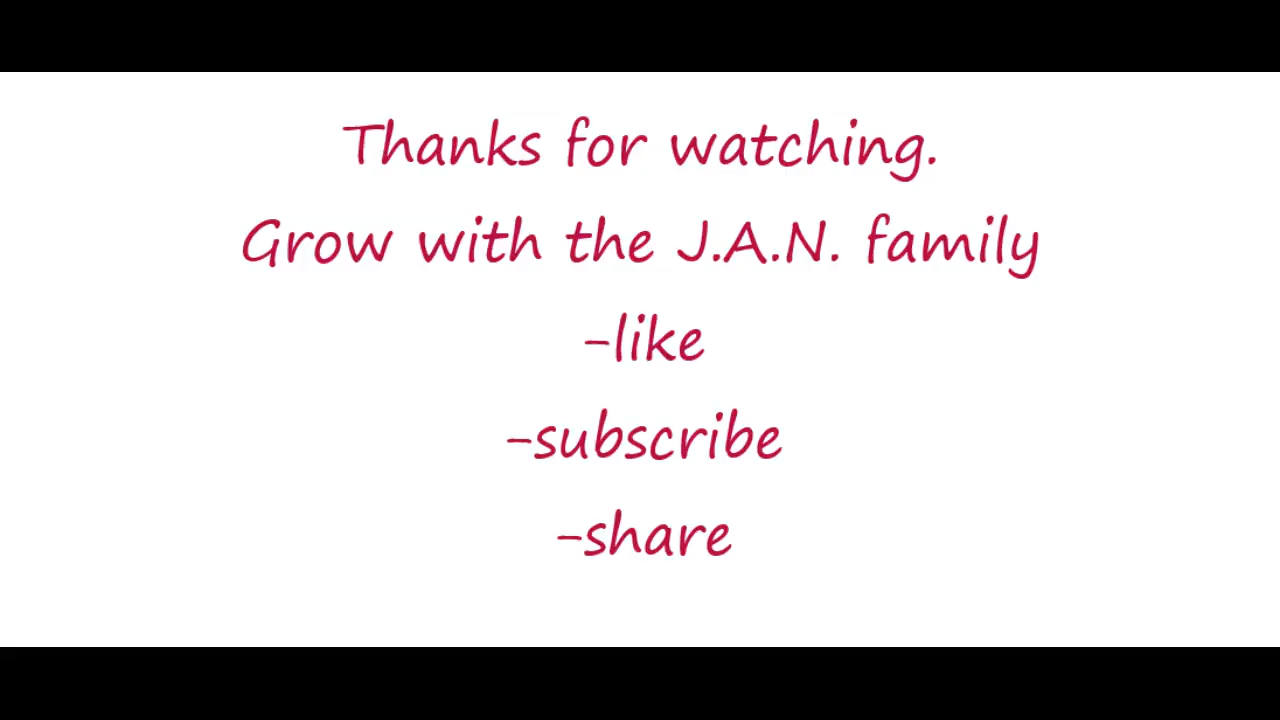 Thanks for watching.
Grow with the J.A.N. family
-like
-subscribe
-share